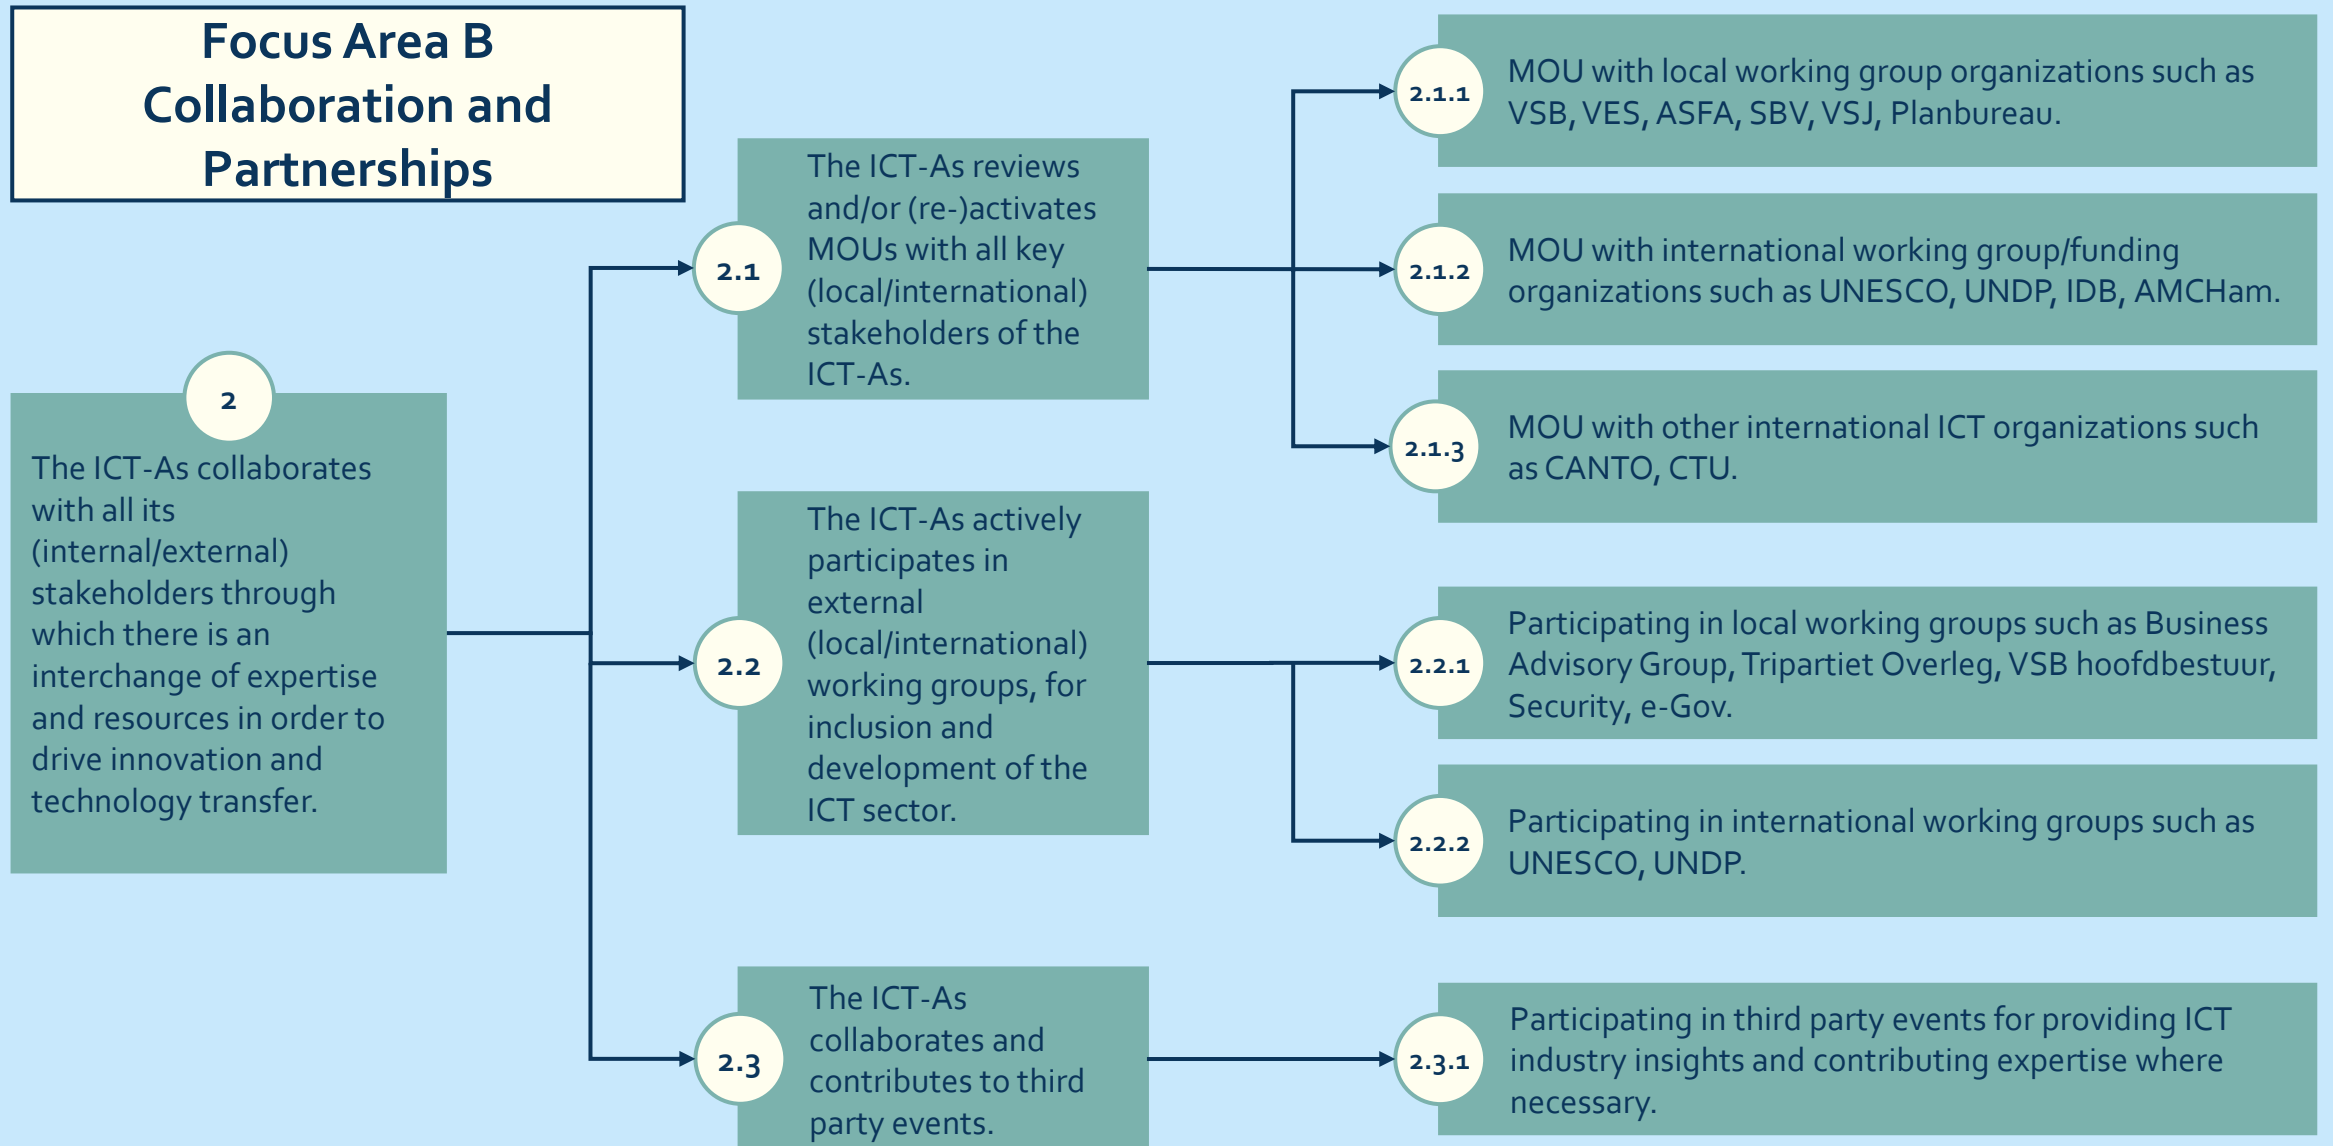 Focus Area B
Collaboration and
Partnerships
2
The ICT-As collaborates
with all its
(internal/external)
stakeholders through
which there is an
interchange of expertise
and resources in order to
drive innovation and
technology transfer.
2.1
The ICT-As reviews
and/or (re-)activates
MOUs with all key
(local/international)
stakeholders of the
ICT-As.
2.1.1
MOU with local working group organizations such as
VSB, VES, ASFA, SBV, VSJ, Planbureau.
2.1.2
MOU with international working group/funding
organizations such as UNESCO, UNDP, IDB, AMCHam.
2.1.3
MOU with other international ICT organizations such
as CANTO, CTU.
2.2
The ICT-As actively
participates in
external
(local/international)
working groups, for
inclusion and
development of the
ICT sector.
2.2.1
Participating in local working groups such as Business
Advisory Group, Tripartiet Overleg, VSB hoofdbestuur,
Security, e-Gov.
2.2.2
Participating in international working groups such as
UNESCO, UNDP.
2.3
The ICT-As
collaborates and
contributes to third
party events.
2.3.1
Participating in third party events for providing ICT
industry insights and contributing expertise where
necessary.